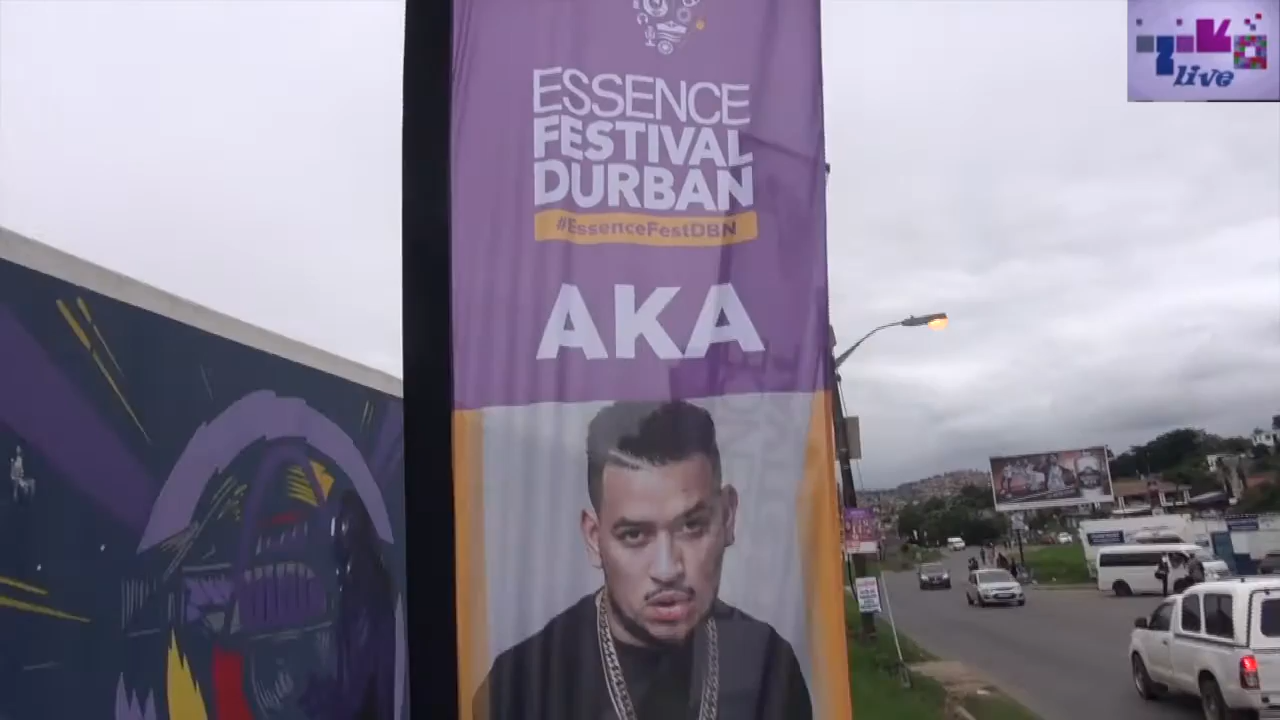 ESSENCE
FESTIVAL
DURBAN
#EssenceFestDBN
AKA
live